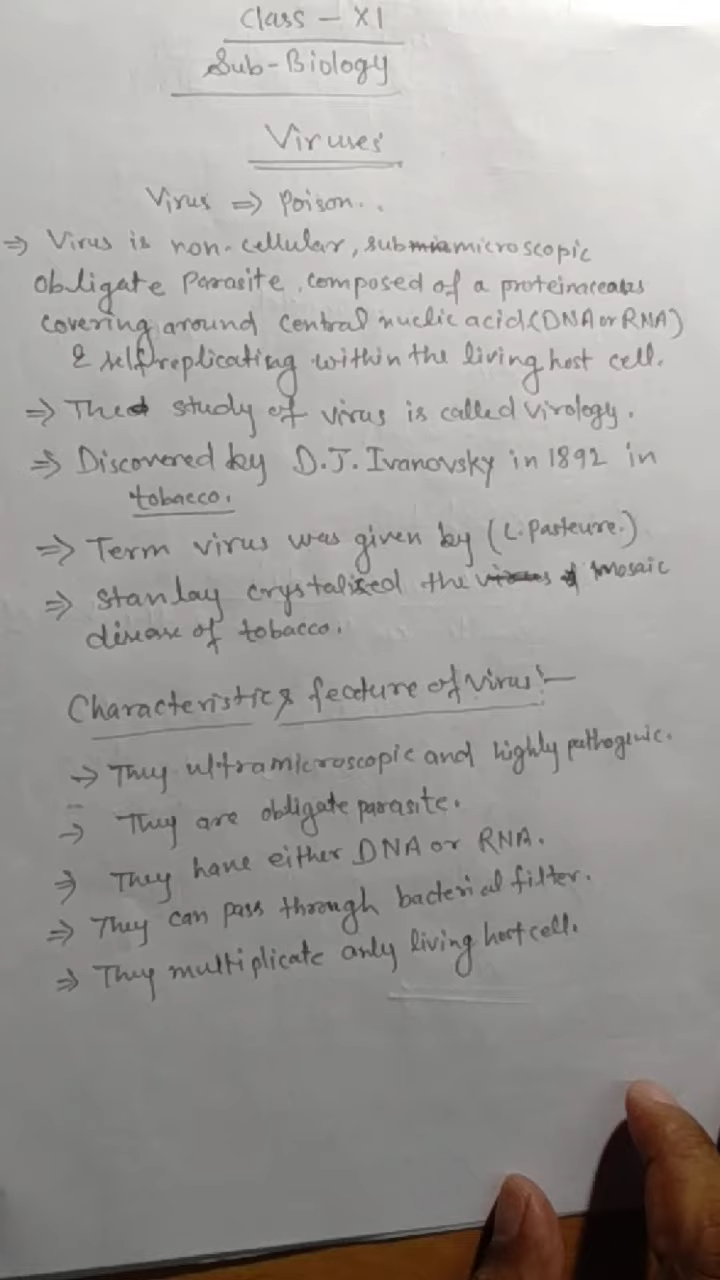 Class - XI
Sub-Biology
Viruses
Virus ⇒ Poison..
⇒ Virus is non-cellular, submicroscopic
obligate Parasite, composed of a proteinaceous
covering around central nuclic acid (DNA or RNA)
& self replicating within the living host cell.
⇒ The study of virus is called virology.
⇒ Discovered by D.J. Ivanovsky in 1892 in
tobacco.
⇒ Term virus was given by (L. Pasteure.)
⇒ Stanlay crystalized the mosaic
disease of tobacco.
Characteristics feature of virus:-
→ They ultramicroscopic and highly pathogenic.
→ They are obligate parasite.
⇒ They have either DNA or RNA.
⇒ They can pass through bacterial filter.
⇒ They multiplicate only living host cell.